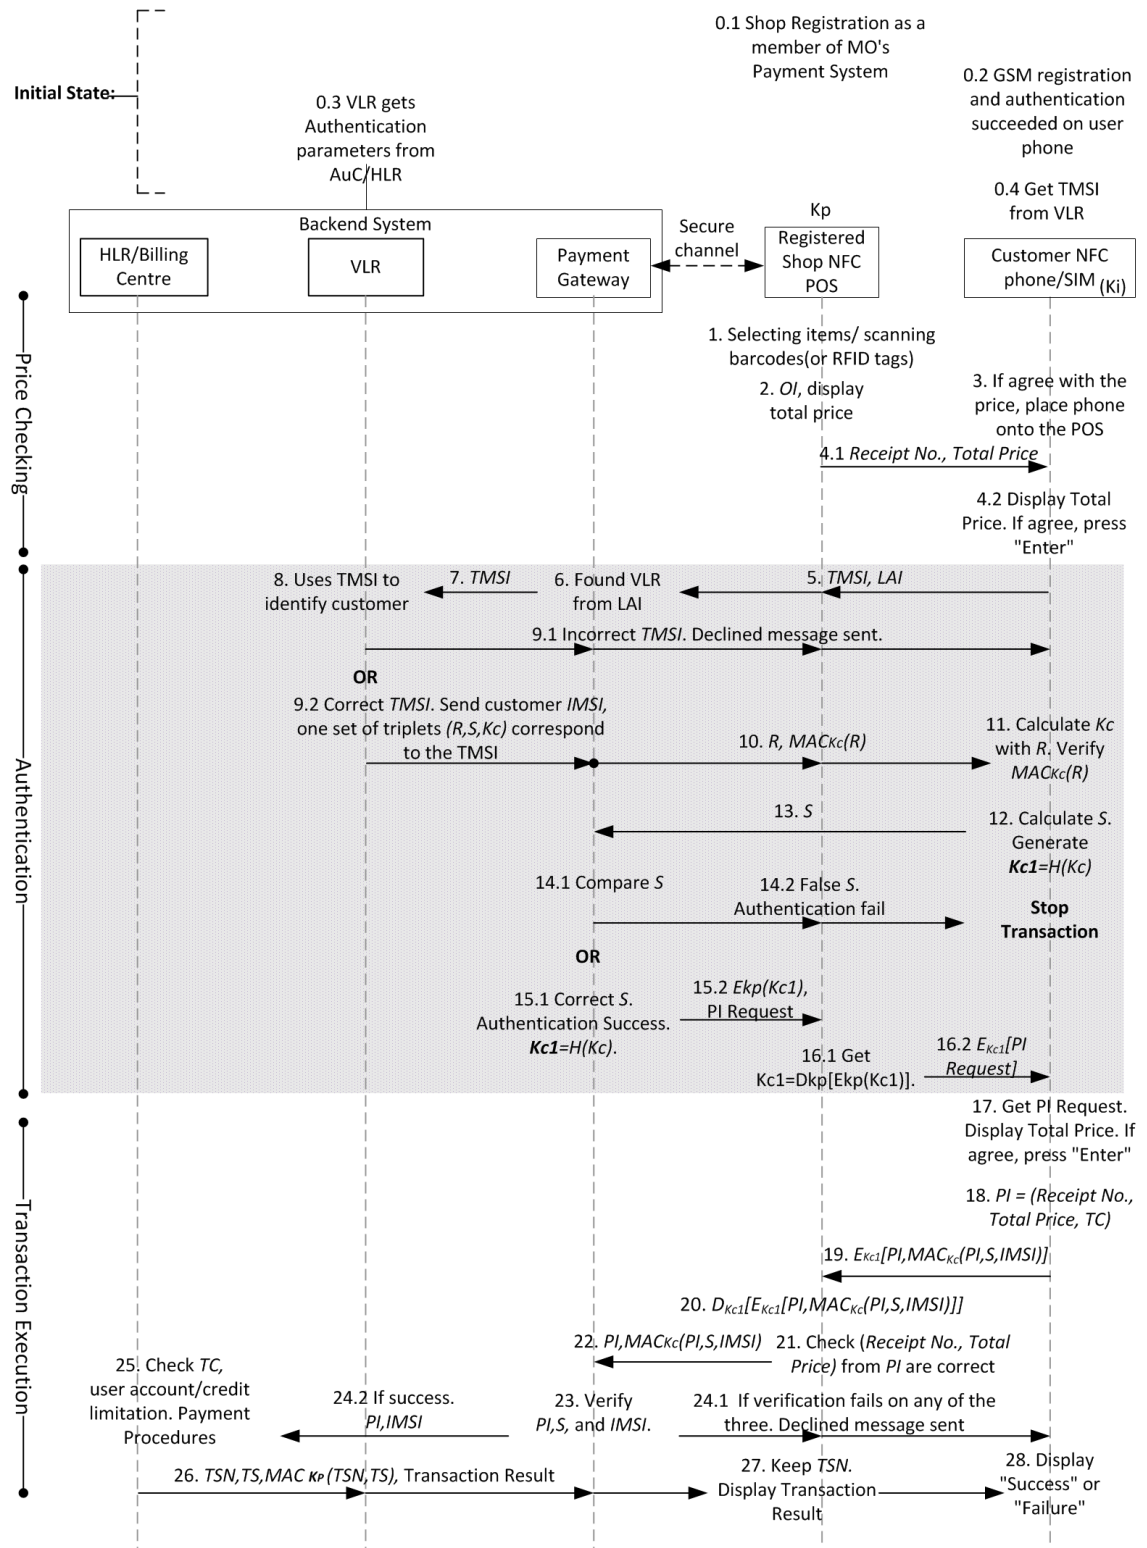 0.1 Shop Registration as a
member of MO's
Payment System
Initial State:
0.2 GSM registration
and authentication
succeeded on user
phone
0.3 VLR gets
Authentication
parameters from
AuC/HLR
0.4 Get TMSI
from VLR
Backend System
HLR/Billing
Centre
VLR
Payment
Gateway
Secure
channel
Kp
Registered
Shop NFC
POS
Customer NFC
phone/SIM (Ki)
Price Checking
1. Selecting items/ scanning
barcodes(or RFID tags)
2. OI, display
total price
3. If agree with the
price, place phone
onto the POS
4.1 Receipt No., Total Price
4.2 Display Total
Price. If agree, press
"Enter"
Authentication
5. TMSI, LAI
6. Found VLR
from LAI
7. TMSI
8. Uses TMSI to
identify customer
9.1 Incorrect TMSI. Declined message sent.
OR
9.2 Correct TMSI. Send customer IMSI,
one set of triplets (R,S,Kc) correspond
to the TMSI
10. R, MACKc(R)
11. Calculate Kc
with R. Verify
MACKc(R)
12. Calculate S.
Generate
Kc1=H(Kc)
13. S
14.1 Compare S
14.2 False S.
Authentication fail
Stop
Transaction
OR
15.1 Correct S.
Authentication Success.
Kc1=H(Kc).
15.2 Ekp(Kc1),
PI Request
16.1 Get
Kc1=Dkp[Ekp(Kc1)].
16.2 EKc1[PI
Request]
Transaction Execution
17. Get PI Request.
Display Total Price. If
agree, press "Enter"
18. PI = (Receipt No.,
Total Price, TC)
19. EKc1[PI,MACKc(PI,S,IMSI)]
20. DKc1[EKc1[PI,MACKc(PI,S,IMSI)]]
21. Check (Receipt No., Total
Price) from PI are correct
22. PI,MACKc(PI,S,IMSI)
23. Verify
PI,S, and IMSI.
24.1 If verification fails on any of the
three. Declined message sent
24.2 If success.
PI,IMSI
25. Check TC,
user account/credit
limitation. Payment
Procedures
26. TSN,TS,MAC KP(TSN,TS), Transaction Result
27. Keep TSN.
Display Transaction
Result
28. Display
"Success" or
"Failure"